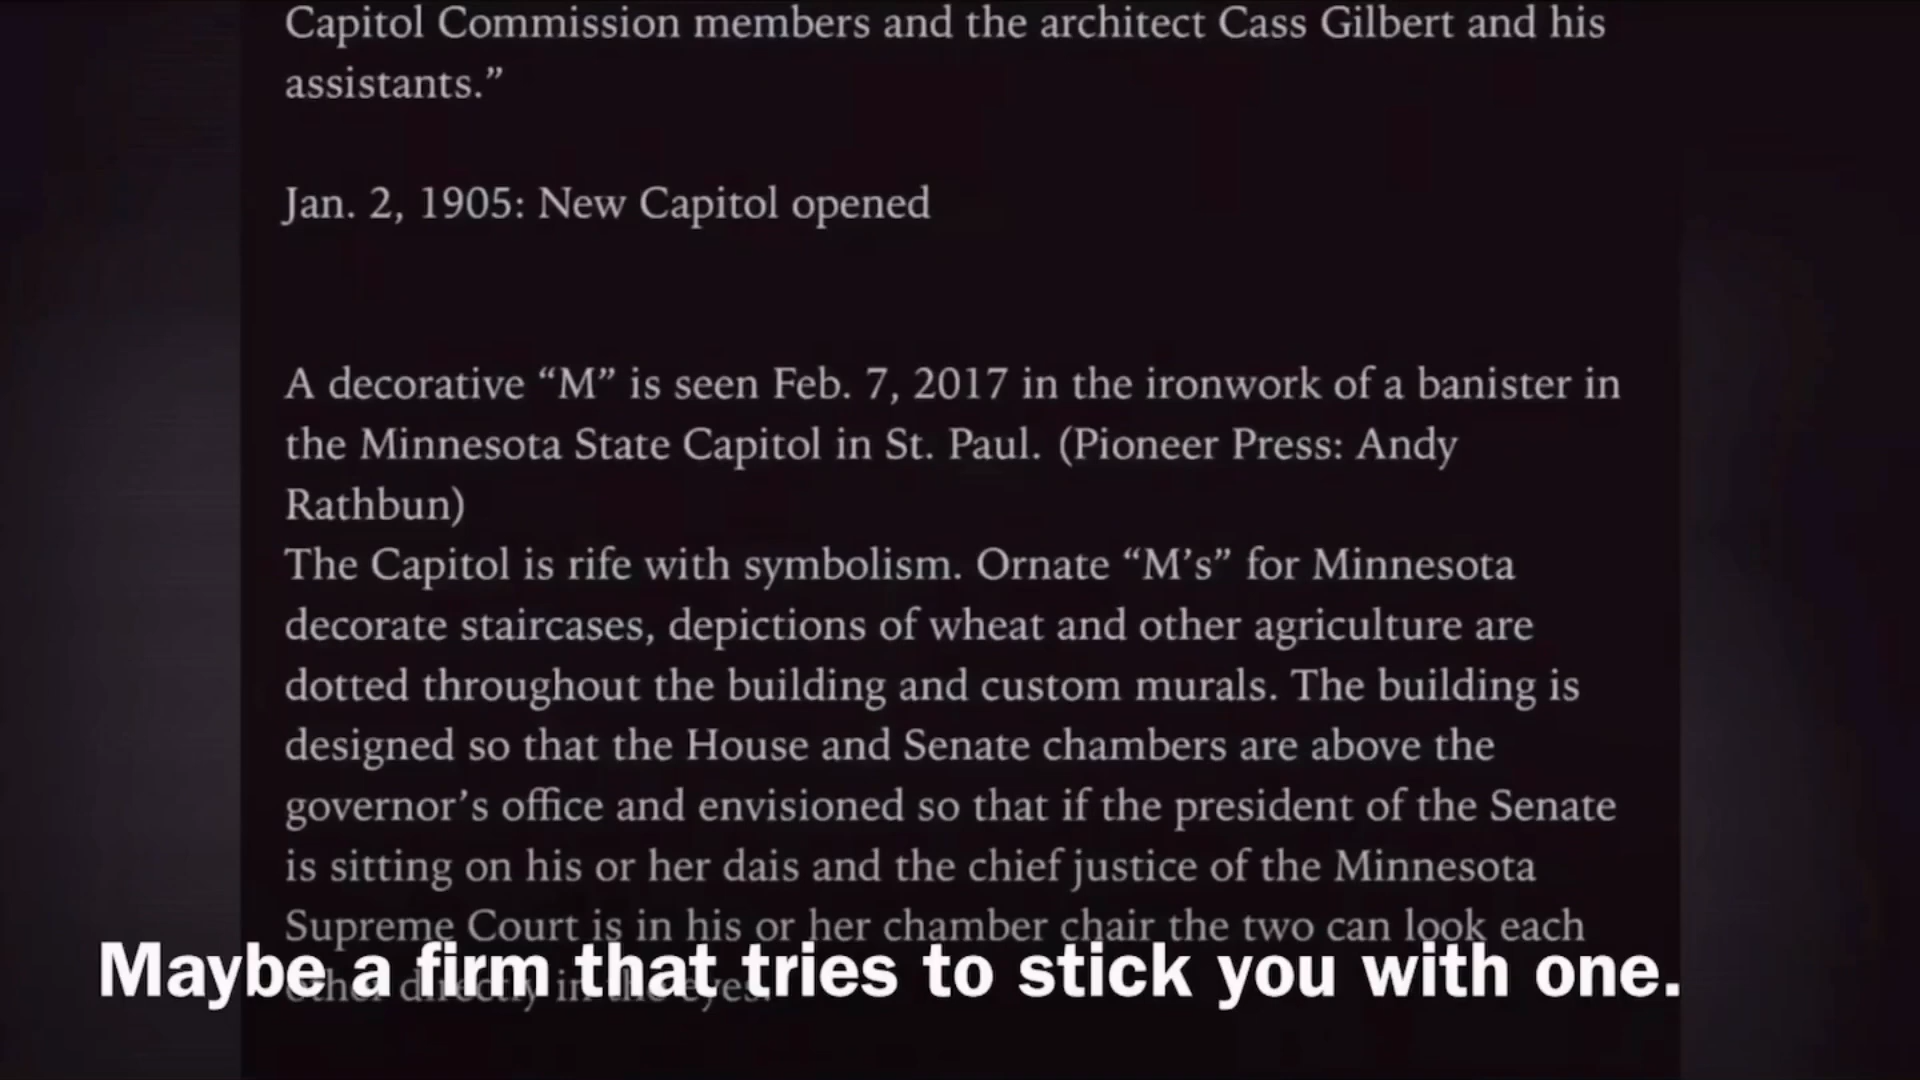 Capitol Commission members and the architect Cass Gilbert and his
assistants.”
Jan. 2, 1905: New Capitol opened
A decorative “M” is seen Feb. 7, 2017 in the ironwork of a banister in
the Minnesota State Capitol in St. Paul. (Pioneer Press: Andy
Rathbun)
The Capitol is rife with symbolism. Ornate “M’s” for Minnesota
decorate staircases, depictions of wheat and other agriculture are
dotted throughout the building and custom murals. The building is
designed so that the House and Senate chambers are above the
governor’s office and envisioned so that if the president of the Senate
is sitting on his or her dais and the chief justice of the Minnesota
Supreme Court is in his or her chamber chair the two can look each
other directly in the eyes.
Maybe a firm that tries to stick you with one.